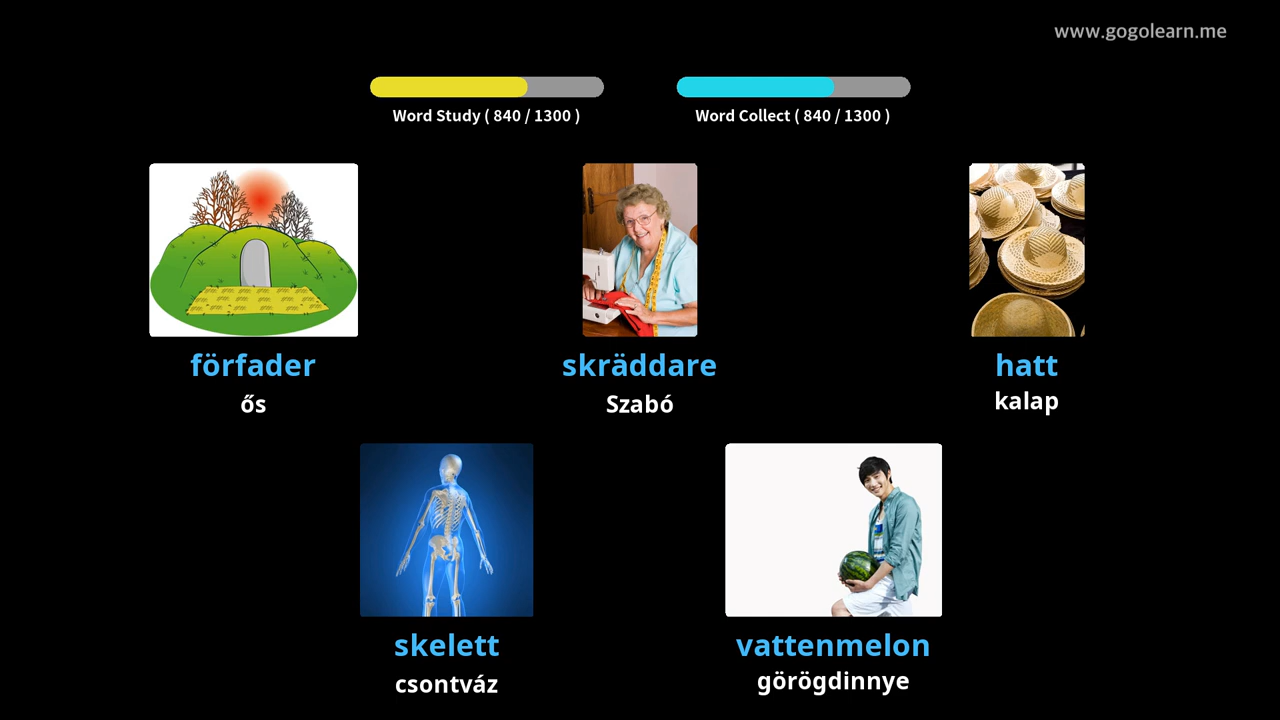 www.gogolearn.me
Word Study ( 840 / 1300 )
Word Collect ( 840 / 1300 )
förfader
skräddare
hatt
ős
Szabó
kalap
skelett
vattenmelon
csontváz
görögdinnye